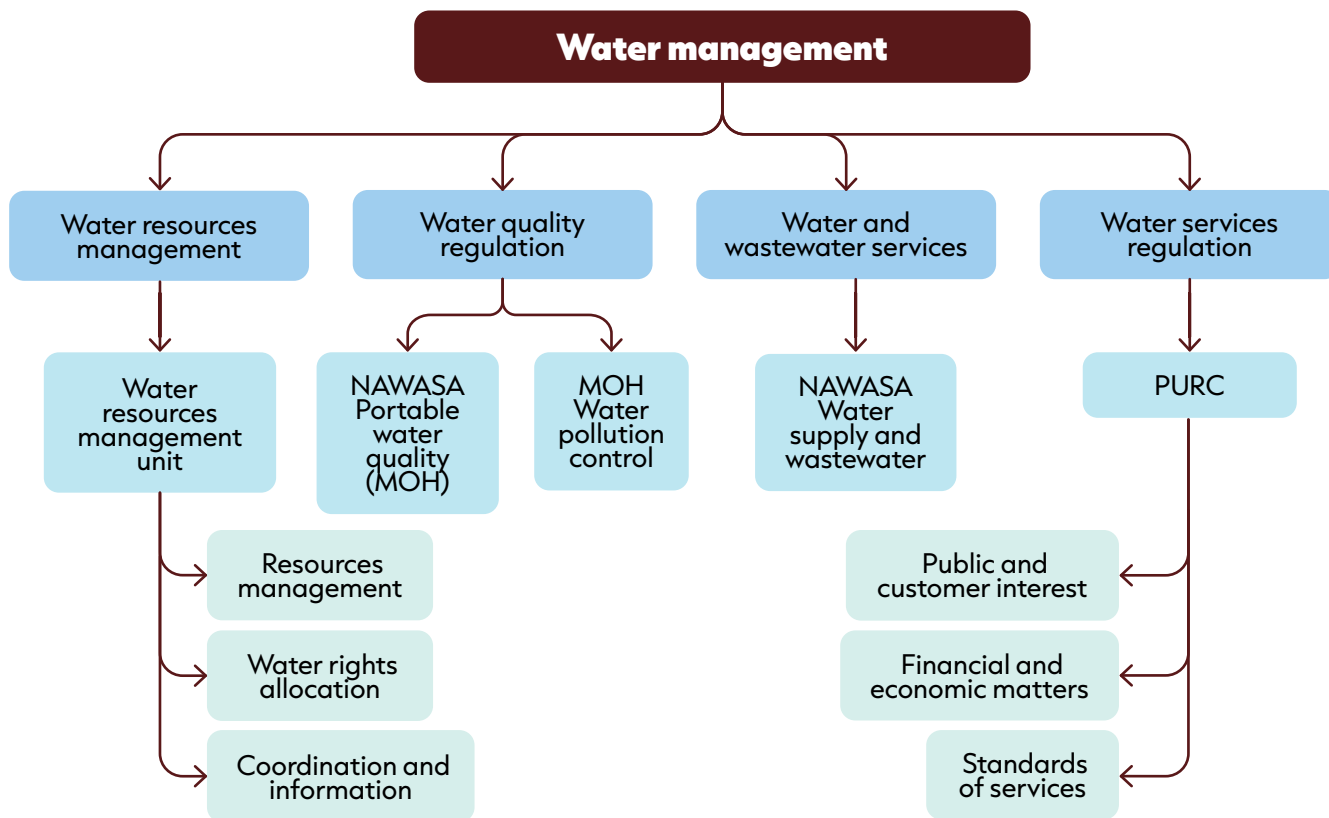 Water management
Water resources
management
Water quality
regulation
Water and
wastewater services
Water services
regulation
Water
resources
management
unit
NAWASA
Portable
water
quality
(MOH)
MOH
Water
pollution
control
NAWASA
Water
supply and
wastewater
PURC
Resources
management
Water rights
allocation
Coordination and
information
Public and
customer interest
Financial and
economic matters
Standards
of services